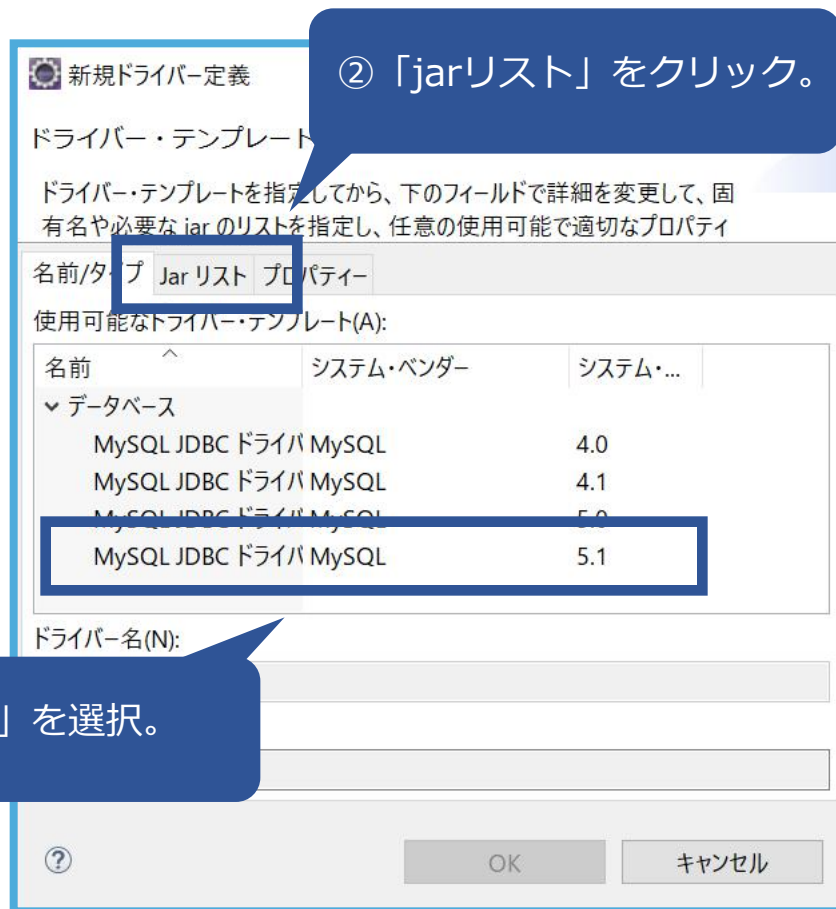 新規ドライバー定義
②「jarリスト」をクリック。
ドライバー・テンプレート
ドライバー・テンプレートを指定してから、下のフィールドで詳細を変更して、固
有名や必要な jar のリストを指定し、任意の使用可能で適切なプロパティ
名前/タイプ Jar リスト プロパティー
使用可能なドライバー・テンプレート(A):
名前 システム・ベンダー システム・...
データベース
MySQL JDBC ドライバ MySQL 4.0
MySQL JDBC ドライバ MySQL 4.1
MySQL JDBC ドライバ MySQL 5.0
MySQL JDBC ドライバ MySQL 5.1
ドライバー名(N):
」を選択。
? OK キャンセル